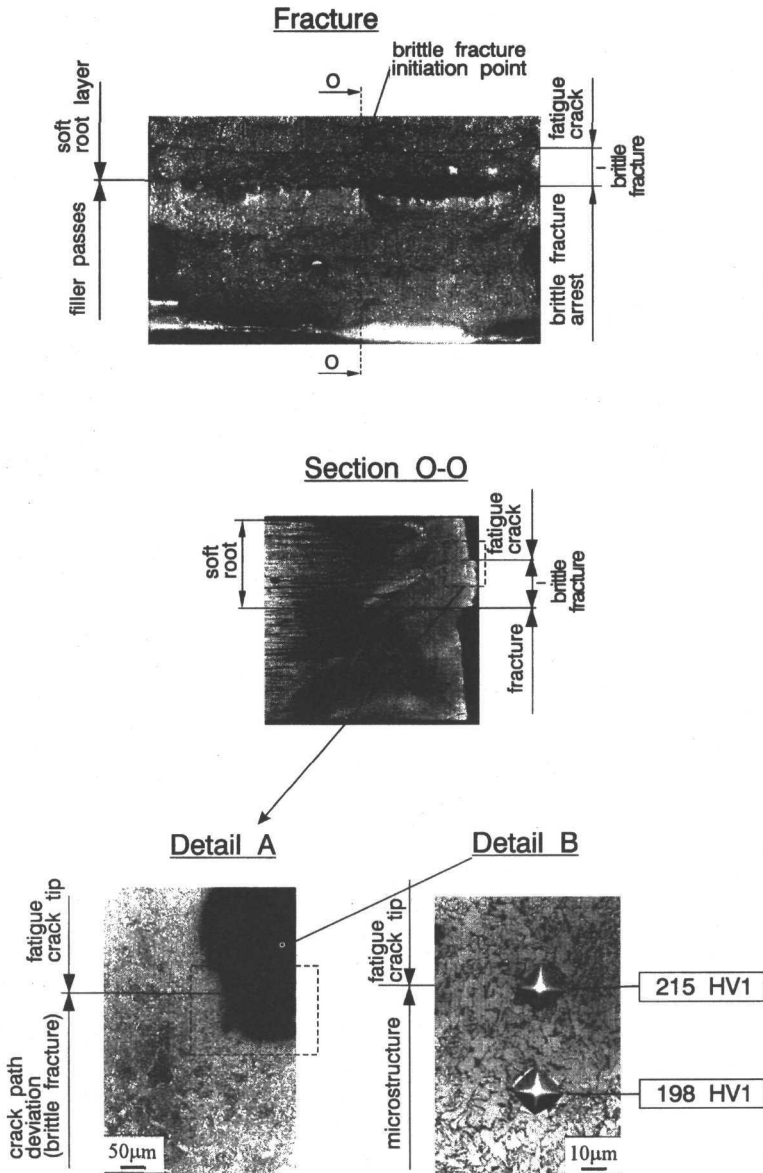 Fracture
brittle fracture
initiation point
O
soft root layer
filler passes
fatigue
crack
brittle
fracture
brittle fracture
arrest
O
Section O-O
soft
root
fatigue
crack
brittle
fracture
fracture
Detail A
Detail B
fatigue
crack tip
crack path
deviation
(brittle fracture)
50µm
fatigue
crack tip
microstructure
215 HV1
198 HV1
10µm